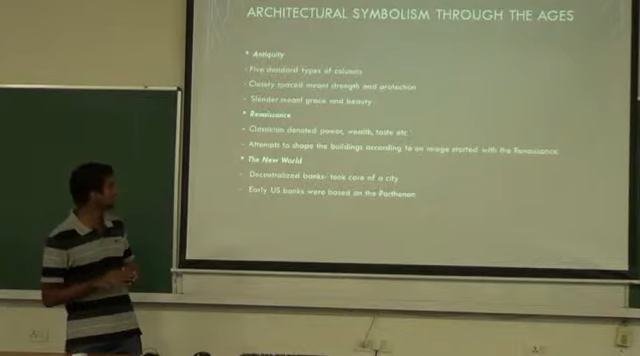 ARCHITECTURAL SYMBOLISM THROUGH THE AGES
• Antiquity
- Five standard types of columns
- Closely spaced meant strength and protection
- Slender meant grace and beauty
• Renaissance
- Classicism denoted power, wealth, taste etc
- Attempts to shape the buildings according to an image started with the Renaissance
• The New World
- Decentralized banks- took care of a city
- Early US banks were based on the Parthenon